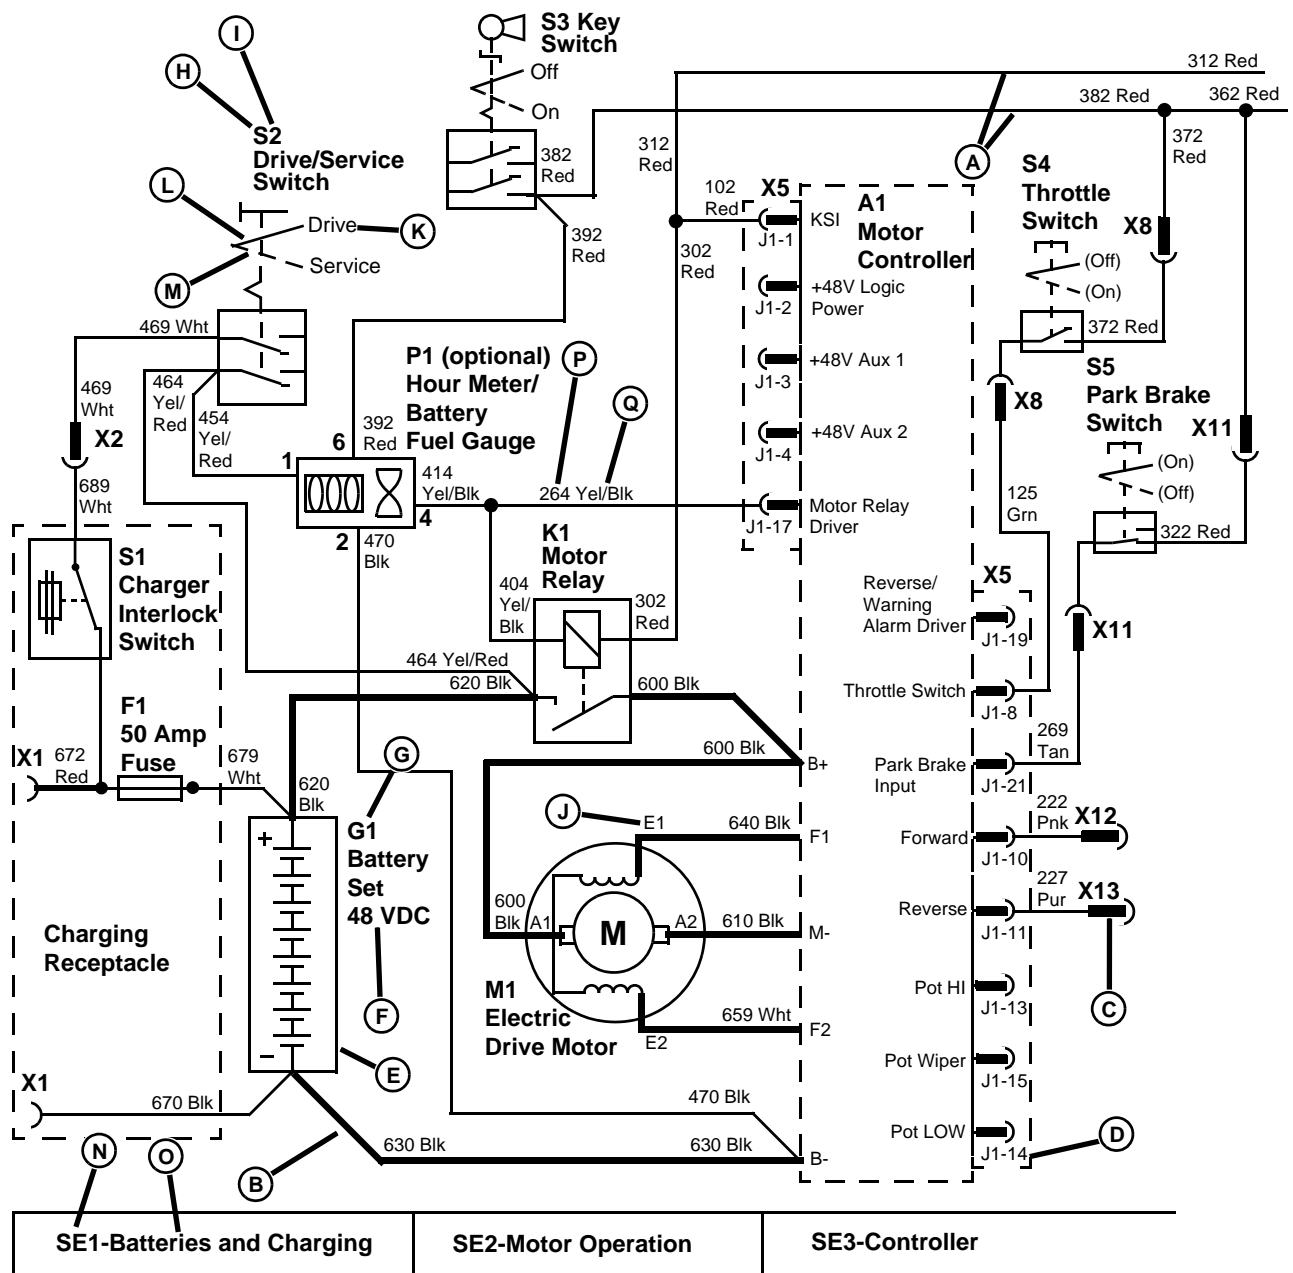 I
H
S3 Key
Switch
Off
On
312 Red
382 Red
362 Red
S2
Drive/Service
Switch
L
K
M
Drive
Service
382
Red
312
Red
102
Red
X5
A
372
Red
S4
Throttle
Switch
A1
Motor
Controller
KSI
J1-1
X8
392
Red
302
Red
(Off)
(On)
+48V Logic
Power
J1-2
469 Wht
372 Red
P1 (optional)
Hour Meter/
Battery
Fuel Gauge
P
+48V Aux 1
J1-3
S5
Park Brake
Switch
469
Wht
464
Yel/
Red
454
Yel/
Red
Q
X8
X2
X11
6
392
Red
+48V Aux 2
J1-4
1
414
Yel/Blk
264 Yel/Blk
(On)
(Off)
689
Wht
4
2
470
Blk
J1-17
Motor Relay
Driver
125
Grn
322 Red
K1
Motor
Relay
S1
Charger
Interlock
Switch
404
Yel/
Blk
302
Red
Reverse/
Warning
Alarm Driver
X5
J1-19
X11
464 Yel/Red
620 Blk
600 Blk
Throttle Switch
J1-8
F1
50 Amp
Fuse
X1
672
Red
679
Wht
G
600 Blk
B+
269
Tan
Park Brake
Input
J1-21
620
Blk
J
E1
640 Blk
F1
222
Pnk
X12
Forward
J1-10
+
G1
Battery
Set
48 VDC
600
Blk
A1
M
A2
610 Blk
M-
227
Pur
X13
Reverse
J1-11
Charging
Receptacle
F
M1
Electric
Drive Motor
659 Wht
E2
F2
Pot HI
J1-13
C
–
E
Pot Wiper
J1-15
X1
670 Blk
470 Blk
Pot LOW
J1-14
D
N
O
B
630 Blk
630 Blk
B-
SE1-Batteries and Charging
SE2-Motor Operation
SE3-Controller